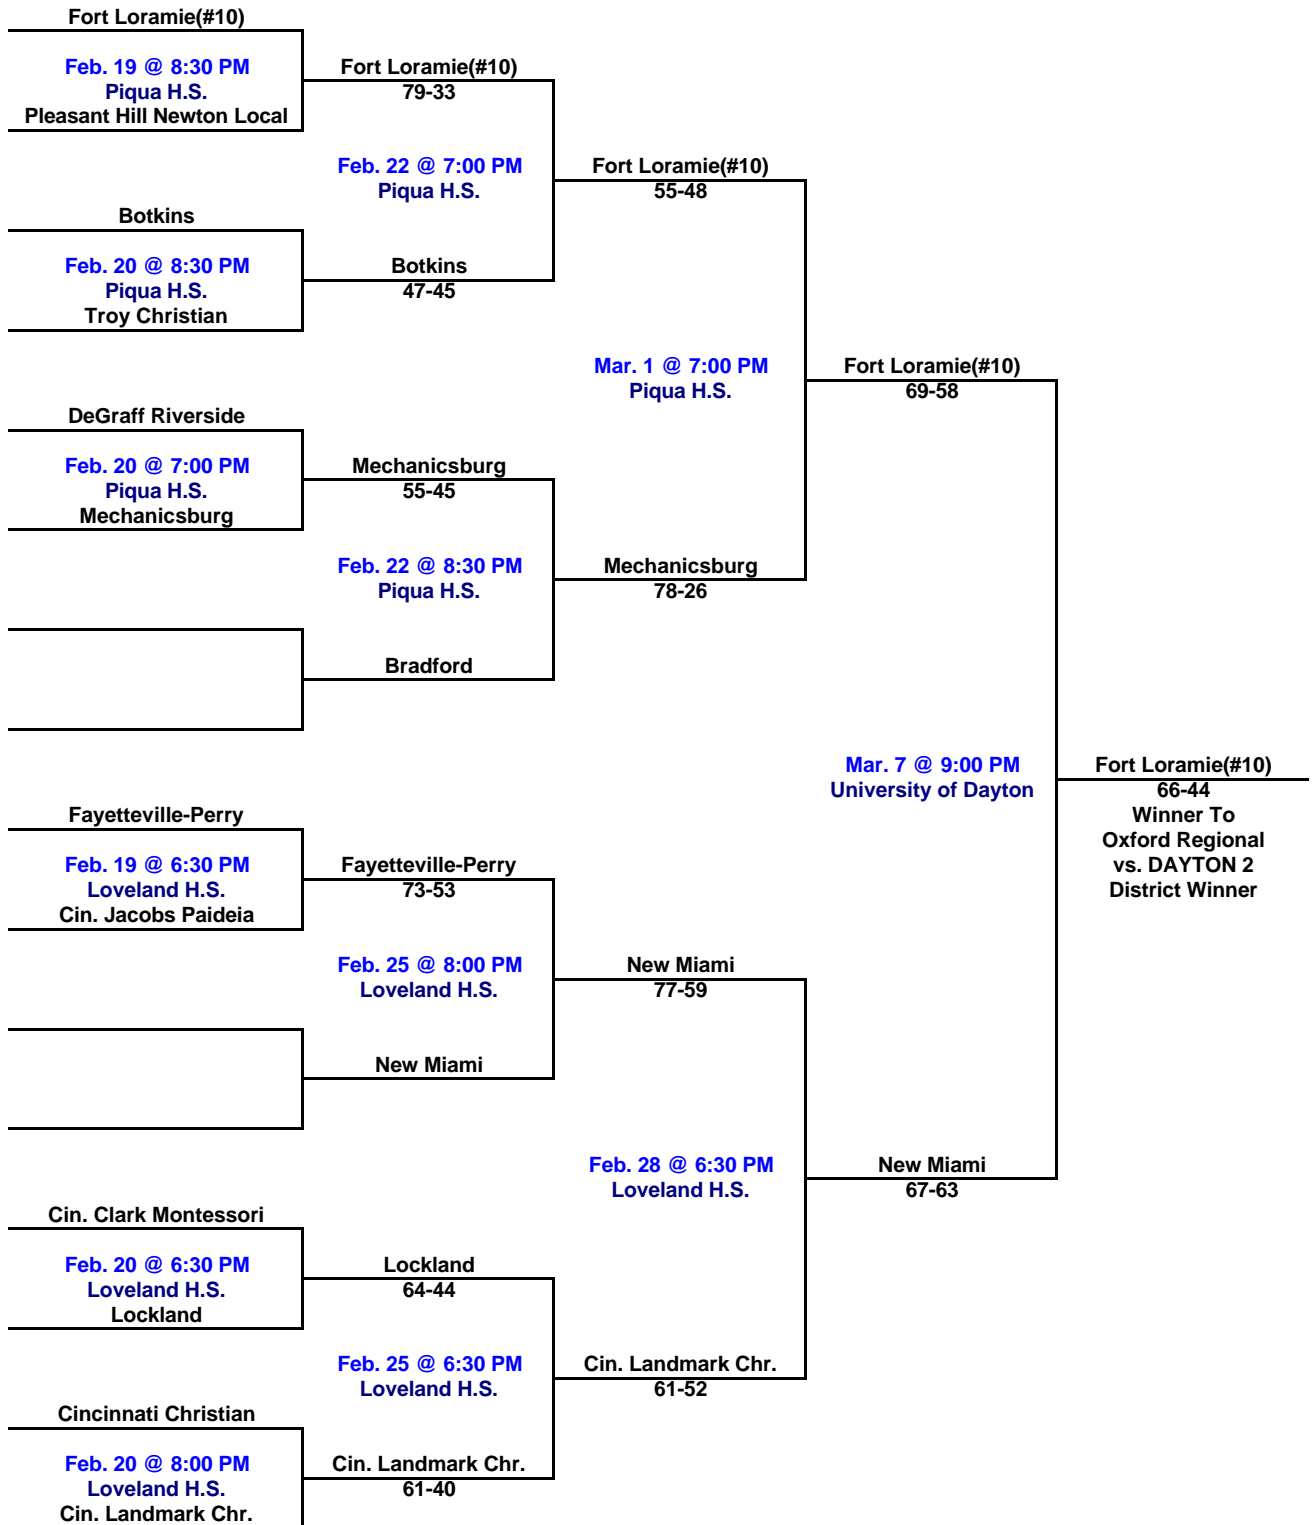 Fort Loramie(#10)
Feb. 19 @ 8:30 PM
Piqua H.S.
Pleasant Hill Newton Local
Botkins
Feb. 20 @ 8:30 PM
Piqua H.S.
Troy Christian
DeGraff Riverside
Feb. 20 @ 7:00 PM
Piqua H.S.
Mechanicsburg
Fayetteville-Perry
Feb. 19 @ 6:30 PM
Loveland H.S.
Cin. Jacobs Paideia
Cin. Clark Montessori
Feb. 20 @ 6:30 PM
Loveland H.S.
Lockland
Cincinnati Christian
Feb. 20 @ 8:00 PM
Loveland H.S.
Cin. Landmark Chr.
Fort Loramie(#10)
79-33
Feb. 22 @ 7:00 PM
Piqua H.S.
Botkins
47-45
Mechanicsburg
55-45
Feb. 22 @ 8:30 PM
Piqua H.S.
Bradford
Fayetteville-Perry
73-53
Feb. 25 @ 8:00 PM
Loveland H.S.
New Miami
Lockland
64-44
Feb. 25 @ 6:30 PM
Loveland H.S.
Cin. Landmark Chr.
61-40
Fort Loramie(#10)
55-48
Mar. 1 @ 7:00 PM
Piqua H.S.
Mechanicsburg
78-26
New Miami
77-59
Feb. 28 @ 6:30 PM
Loveland H.S.
Cin. Landmark Chr.
61-52
Fort Loramie(#10)
69-58
Mar. 7 @ 9:00 PM
University of Dayton
New Miami
67-63
Fort Loramie(#10)
66-44
Winner To
Oxford Regional
vs. DAYTON 2
District Winner